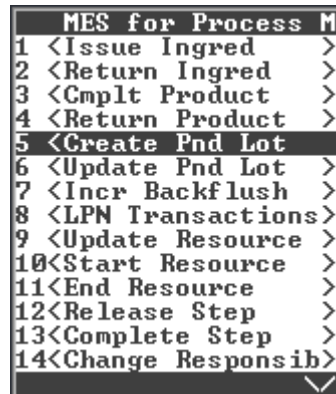 MES for Process M
1 <Issue Ingred >
2 <Return Ingred >
3 <Cmplt Product >
4 <Return Product >
5 <Create Pnd Lot
6 <Update Pnd Lot >
7 <Incr Backflush >
8 <LPN Transactions>
9 <Update Resource >
10<Start Resource >
11<End Resource >
12<Release Step >
13<Complete Step >
14<Change Responsib>